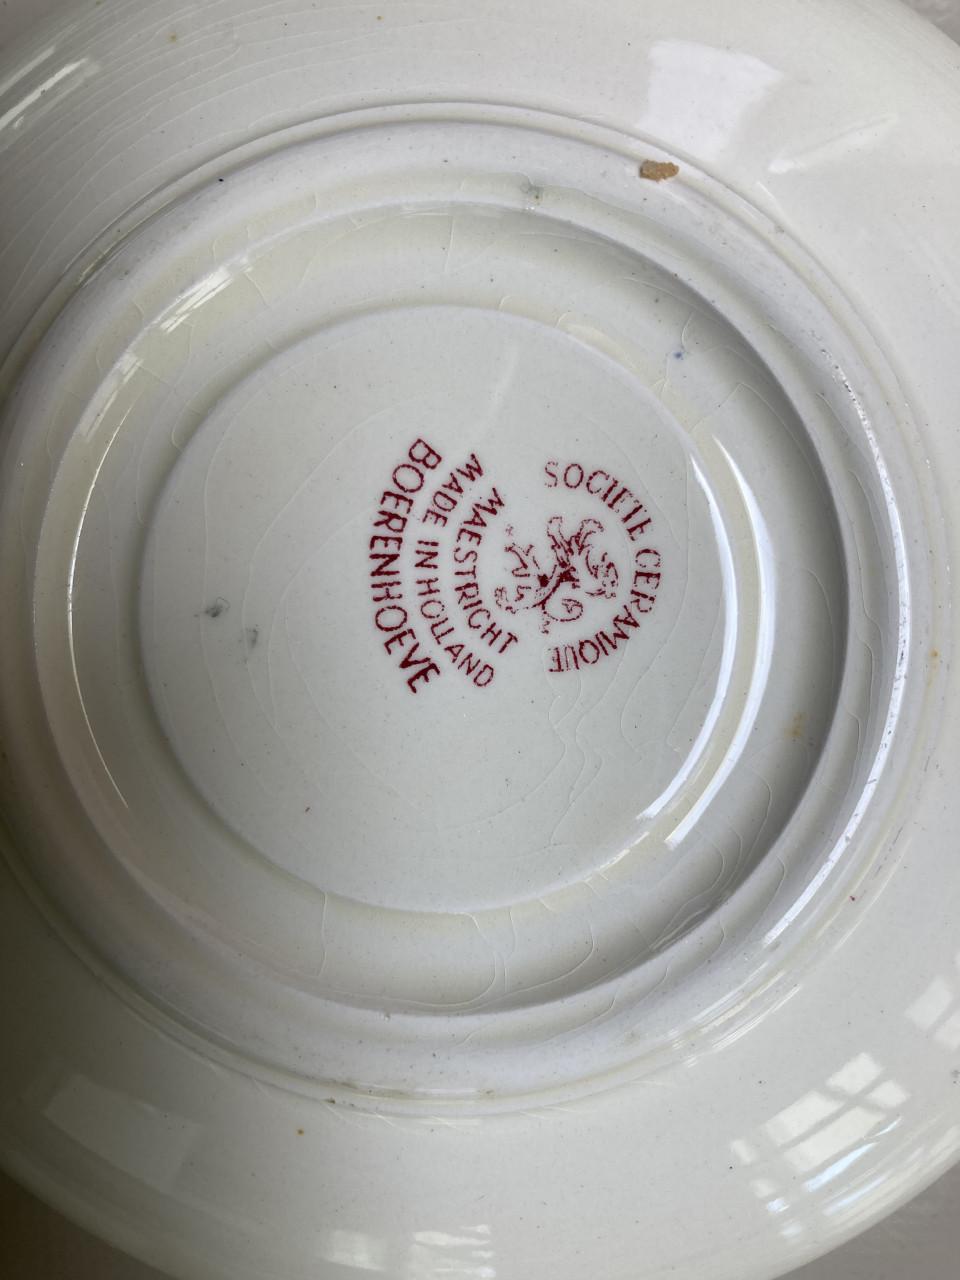 SOCIETE CERAMIQUE
MAESTRICHT
MADE IN HOLLAND
BOERENHOEVE